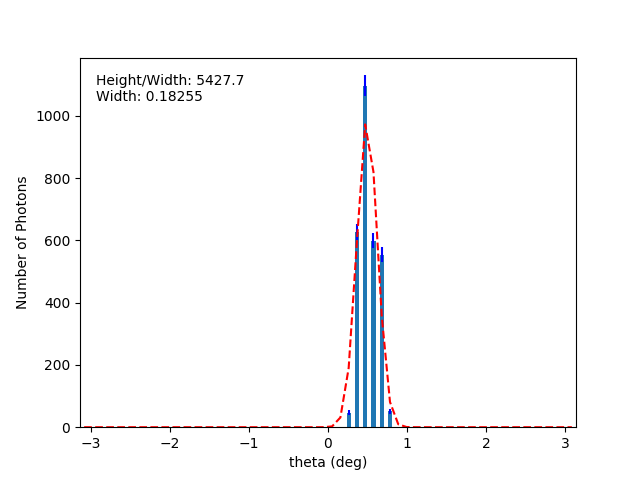 Height/Width: 5427.7
Width: 0.18255
Number of Photons
1000
800
600
400
200
0
−3 −2 −1 0 1 2 3
theta (deg)